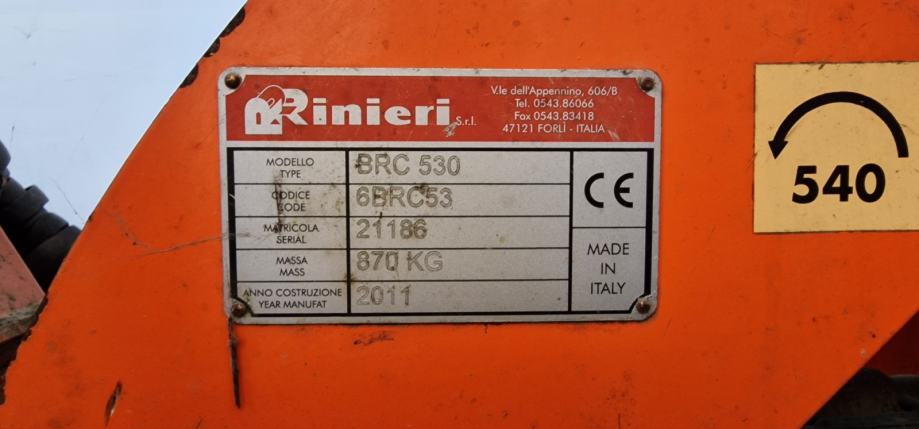 Rinieri S.r.l.
V.le dell'Appennino, 606/B
Tel. 0543.86066
Fax 0543.83418
47121 FORLÌ - ITALIA
MODELLO
TYPE
BRC 530
CODICE
CODE
6BRC53
MATRICOLA
SERIAL
21186
MASSA
MASS
870 KG
ANNO COSTRUZIONE
YEAR MANUFAT
2011
CE
MADE
IN
ITALY
540